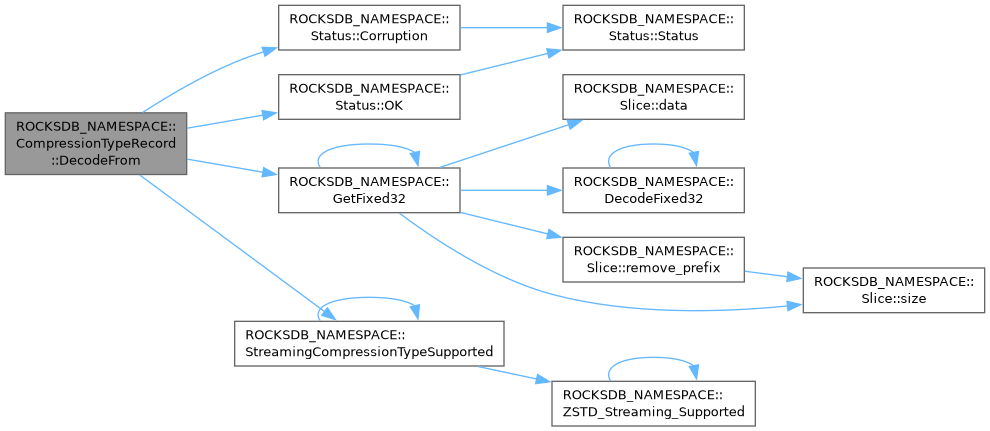 ROCKSDB_NAMESPACE::
CompressionTypeRecord
::DecodeFrom
ROCKSDB_NAMESPACE::
Status::Corruption
ROCKSDB_NAMESPACE::
Status::Status
ROCKSDB_NAMESPACE::
Status::OK
ROCKSDB_NAMESPACE::
Slice::data
ROCKSDB_NAMESPACE::
GetFixed32
ROCKSDB_NAMESPACE::
DecodeFixed32
ROCKSDB_NAMESPACE::
Slice::remove_prefix
ROCKSDB_NAMESPACE::
Slice::size
ROCKSDB_NAMESPACE::
StreamingCompressionTypeSupported
ROCKSDB_NAMESPACE::
ZSTD_Streaming_Supported